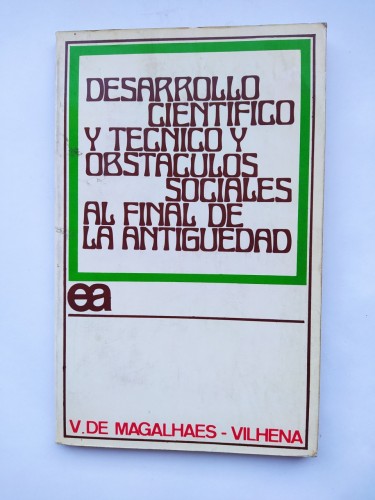 DESARROLLO
CIENTIFICO
Y TECNICO Y
OBSTACULOS
SOCIALES
AL FINAL DE
LA ANTIGUEDAD
ea
V. DE MAGALHAES - VILHENA